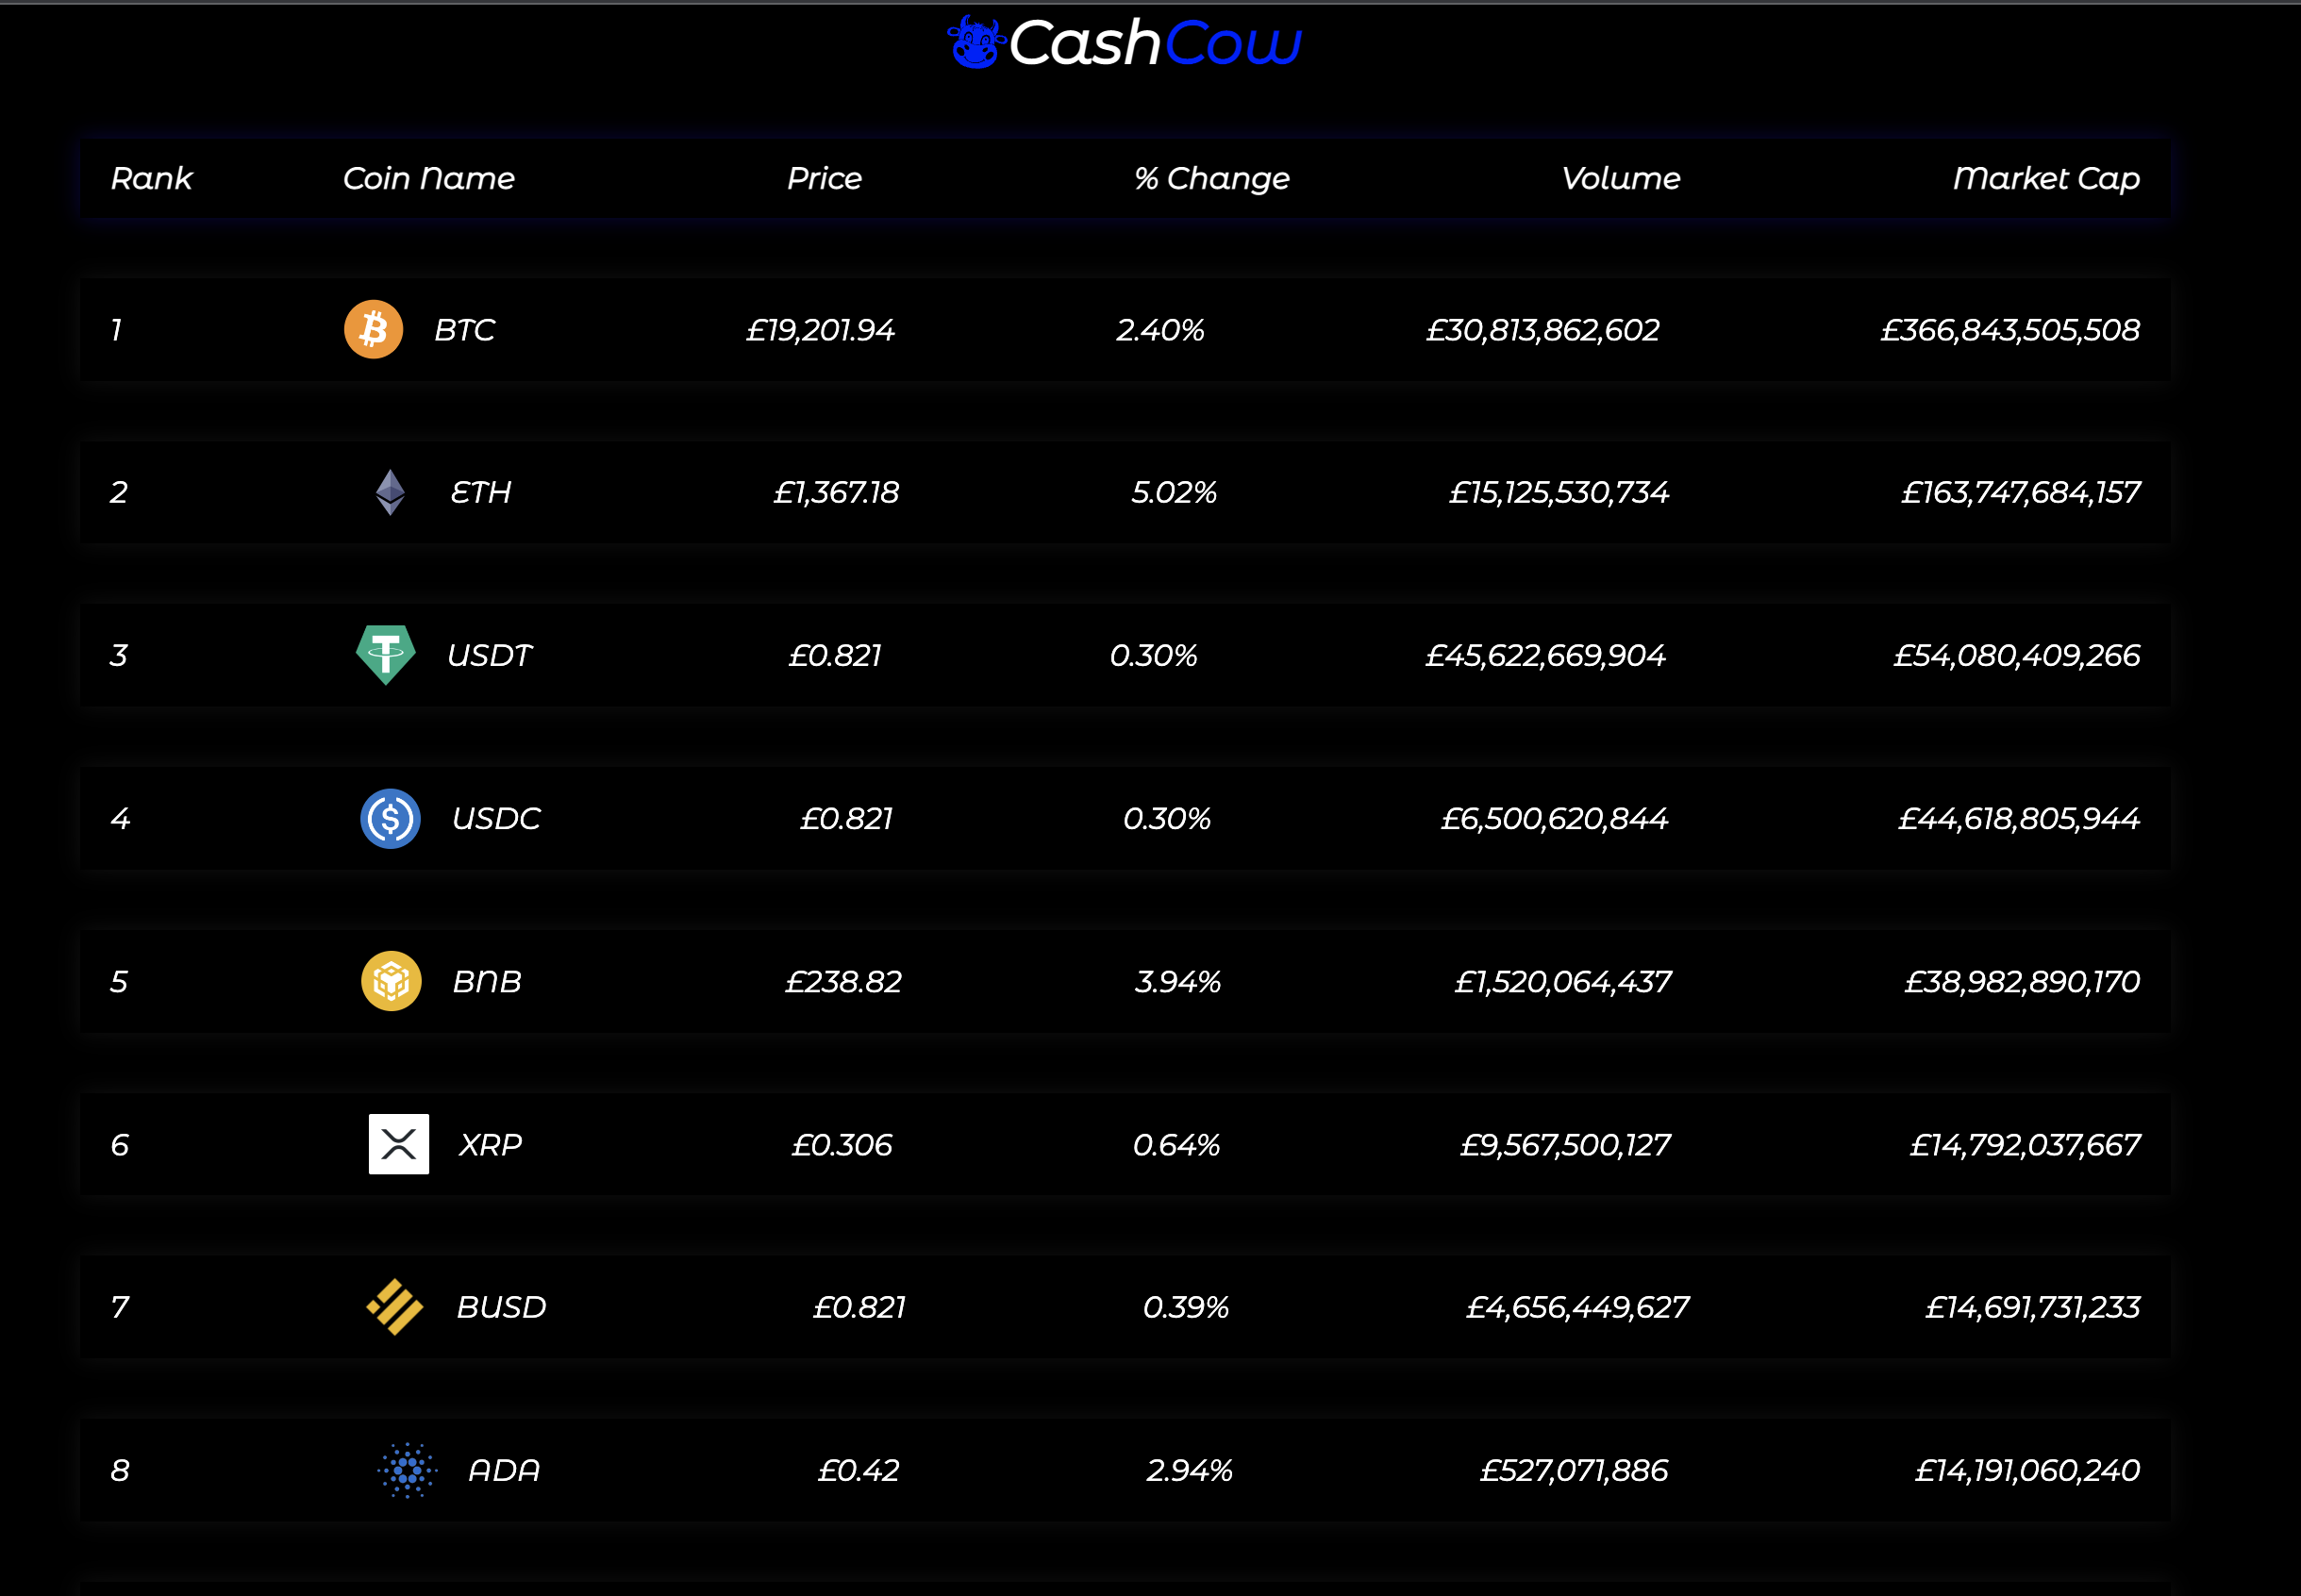 CashCow
Rank Coin Name Price % Change Volume Market Cap
1 BTC £19,201.94 2.40% £30,813,862,602 £366,843,505,508
2 ETH £1,367.18 5.02% £15,125,530,734 £163,747,684,157
3 USDT £0.821 0.30% £45,622,669,904 £54,080,409,266
4 USDC £0.821 0.30% £6,500,620,844 £44,618,805,944
5 BNB £238.82 3.94% £1,520,064,437 £38,982,890,170
6 XRP £0.306 0.64% £9,567,500,127 £14,792,037,667
7 BUSD £0.821 0.39% £4,656,449,627 £14,691,731,233
8 ADA £0.42 2.94% £527,071,886 £14,191,060,240